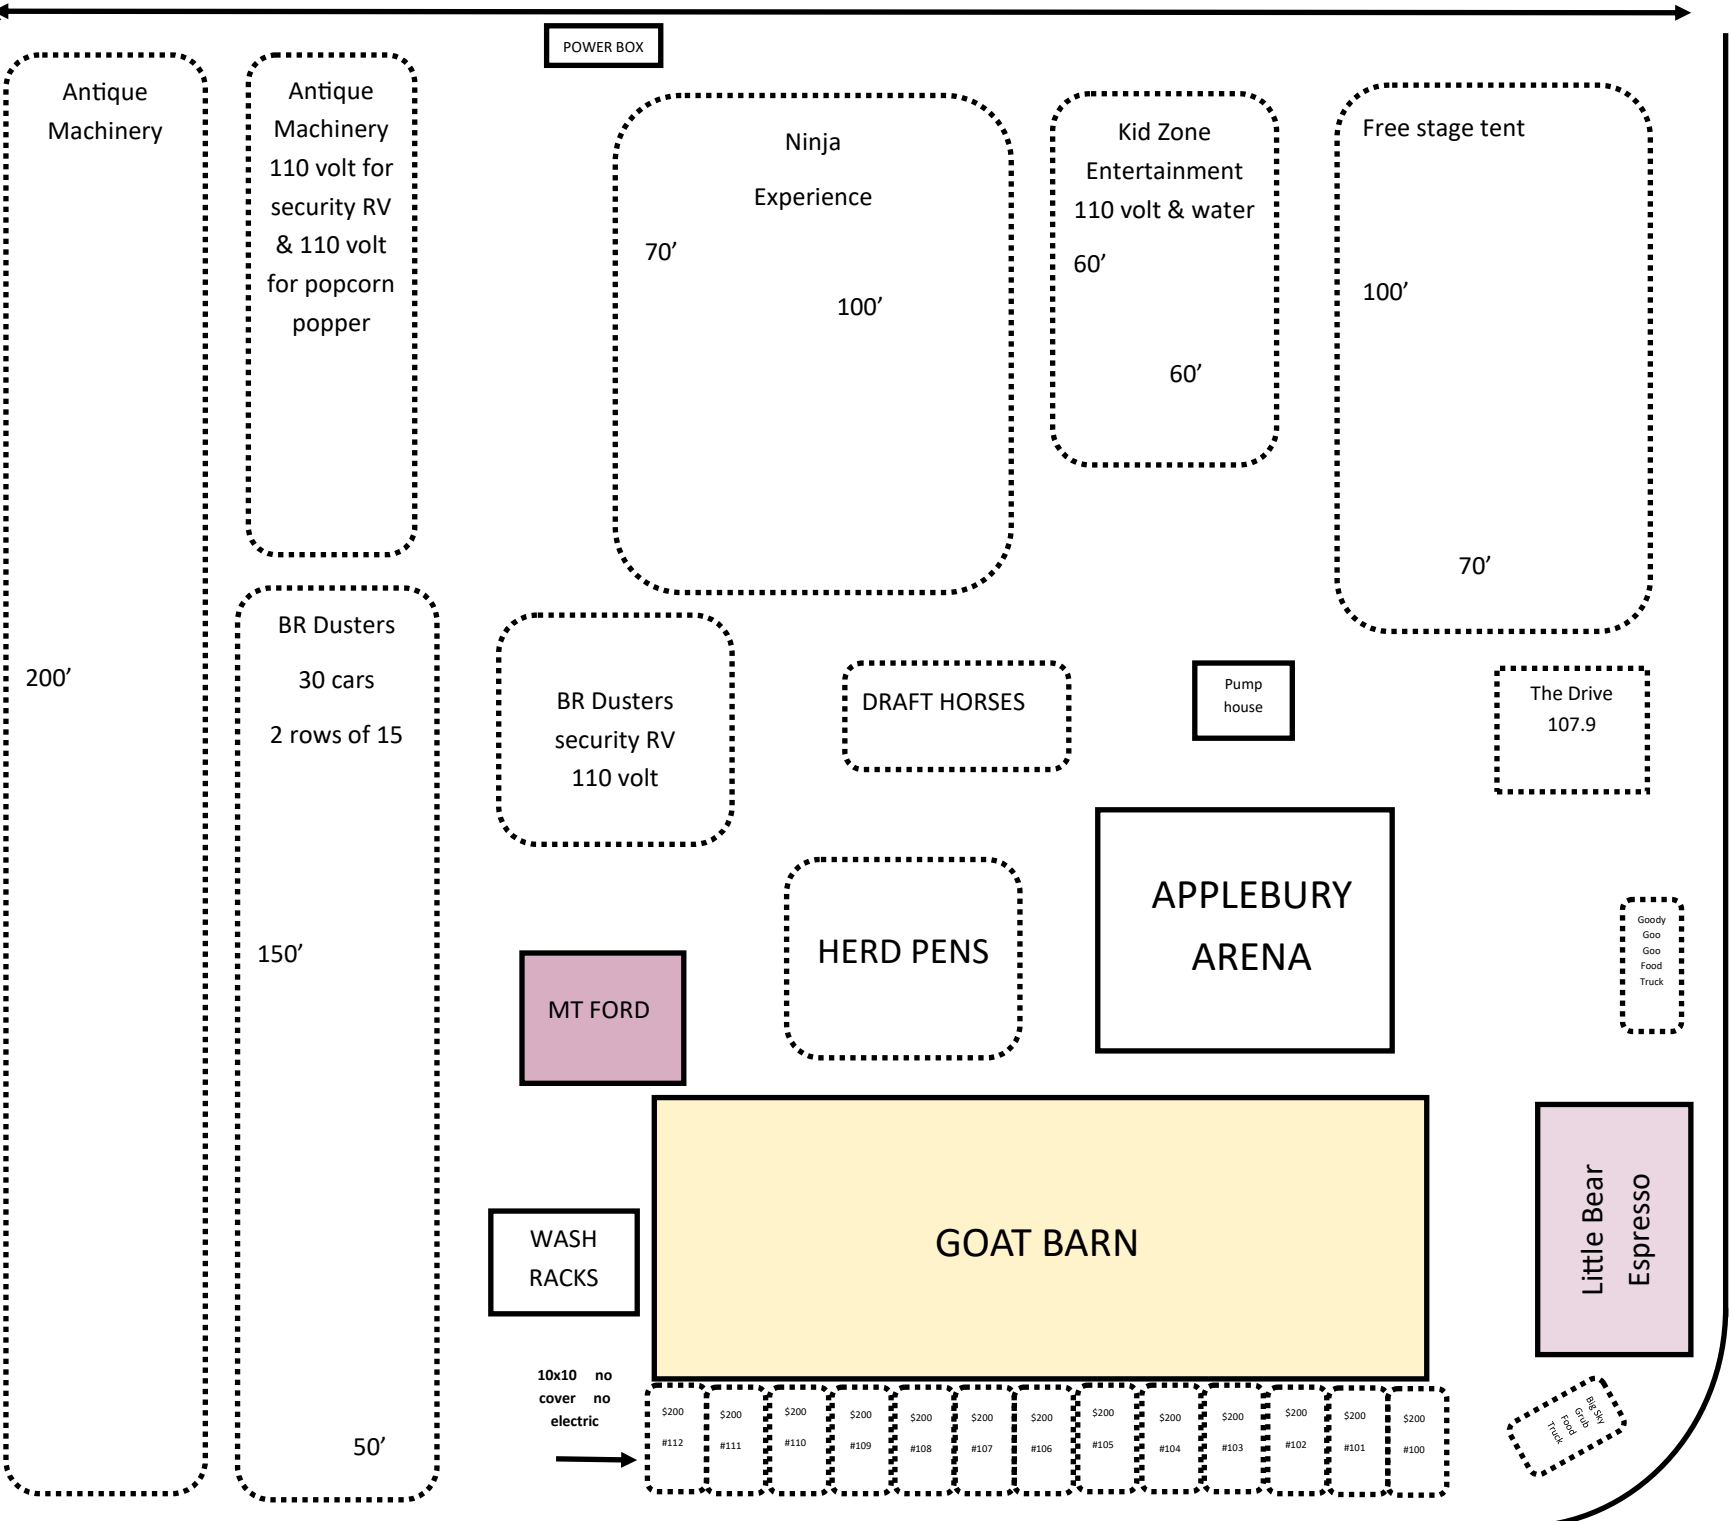 POWER BOX
Antique
Machinery
200’
Antique
Machinery
110 volt for
security RV
& 110 volt
for popcorn
popper
Ninja
Experience
70’
100’
Kid Zone
Entertainment
110 volt & water
60’
60’
Free stage tent
100’
70’
BR Dusters
30 cars
2 rows of 15
150’
50’
BR Dusters
security RV
110 volt
DRAFT HORSES
Pump
house
The Drive
107.9
HERD PENS
APPLEBURY
ARENA
Goody
Goo
Goo
Food
Truck
MT FORD
GOAT BARN
Little Bear
Espresso
WASH
RACKS
10x10 no
cover no
electric
$200
#112
$200
#111
$200
#110
$200
#109
$200
#108
$200
#107
$200
#106
$200
#105
$200
#104
$200
#103
$200
#102
$200
#101
$200
#100
Big Sky
Grub
Food
Truck